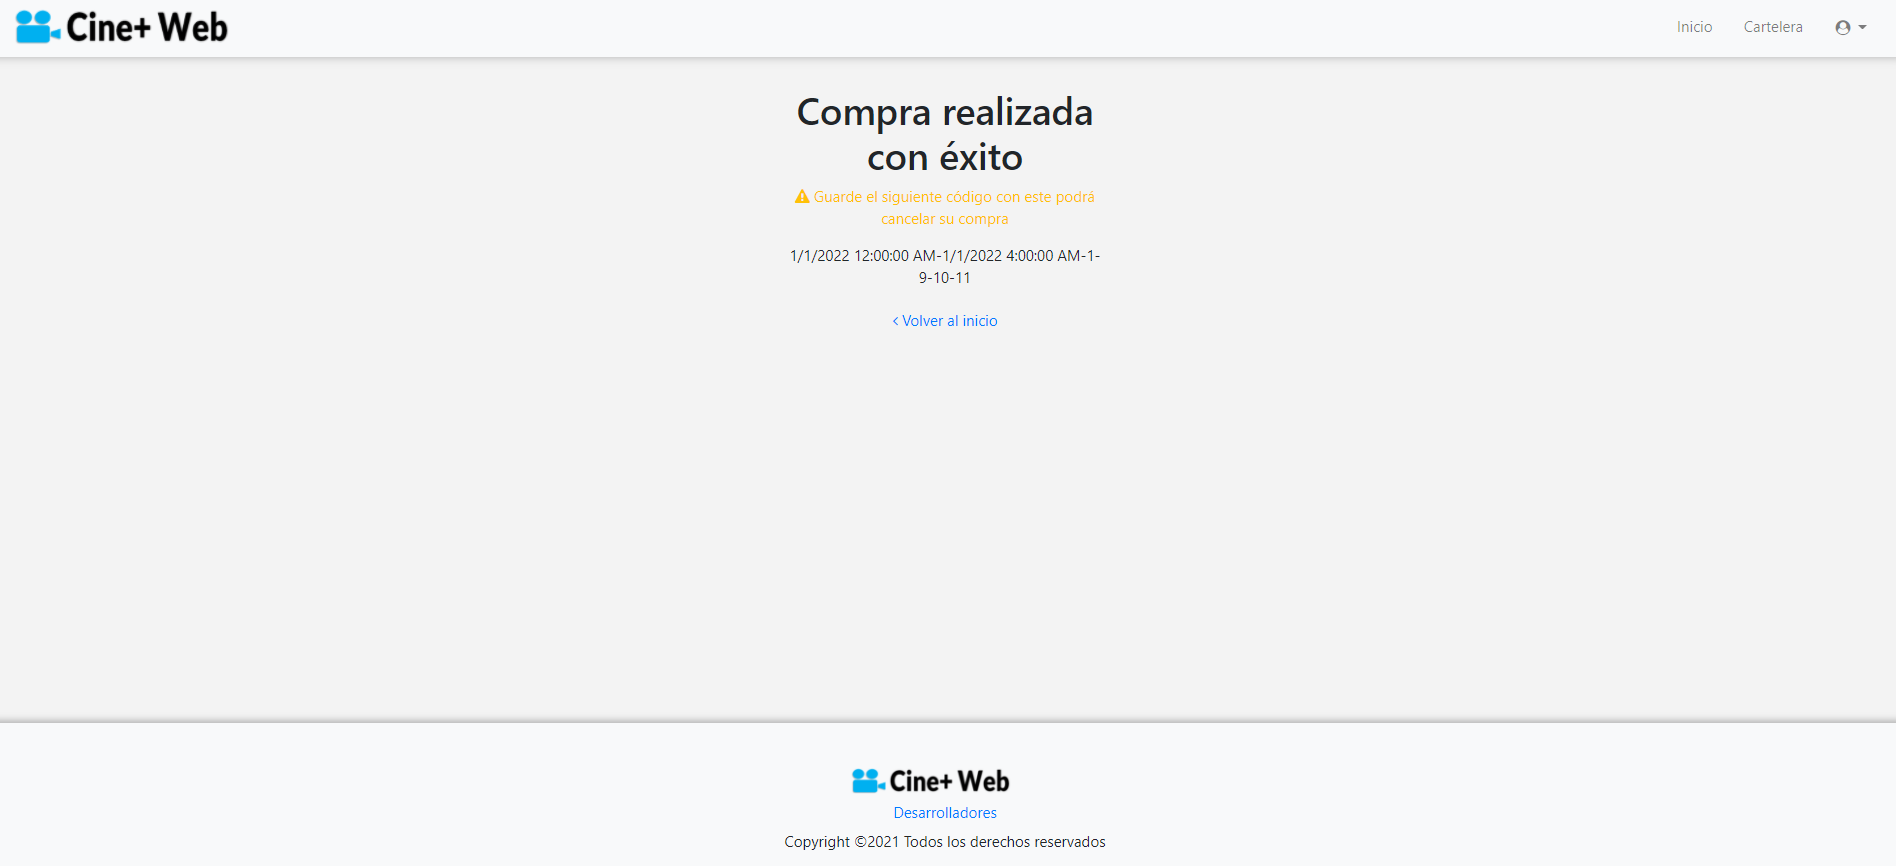 Cine+ Web
Inicio
Cartelera
Compra realizada
con éxito
Guarde el siguiente código con este podrá
cancelar su compra
1/1/2022 12:00:00 AM-1/1/2022 4:00:00 AM-1-
9-10-11
‹ Volver al inicio
Cine+ Web
Desarrolladores
Copyright ©2021 Todos los derechos reservados